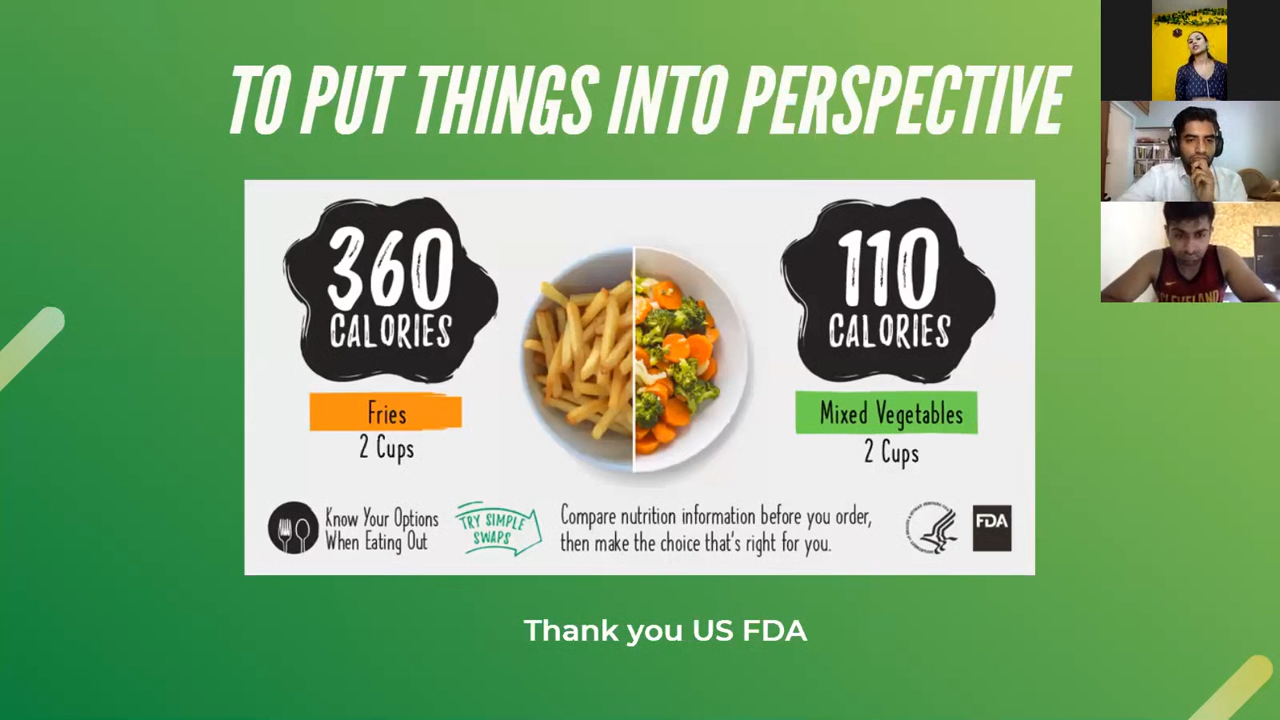 TO PUT THINGS INTO PERSPECTIVE
360
CALORIES
Fries
2 Cups
110
CALORIES
Mixed Vegetables
2 Cups
Know Your Options
When Eating Out
TRY SIMPLE
SWAPS
Compare nutrition information before you order,
then make the choice that's right for you.
FDA
Thank you US FDA
CLEVELAND